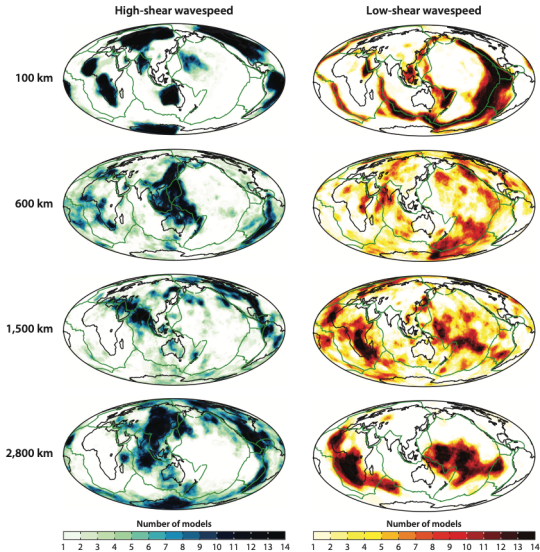 High-shear wavespeed Low-shear wavespeed
100 km
600 km
1,500 km
2,800 km
Number of models Number of models
1 2 3 4 5 6 7 8 9 10 11 12 13 14 1 2 3 4 5 6 7 8 9 10 11 12 13 14